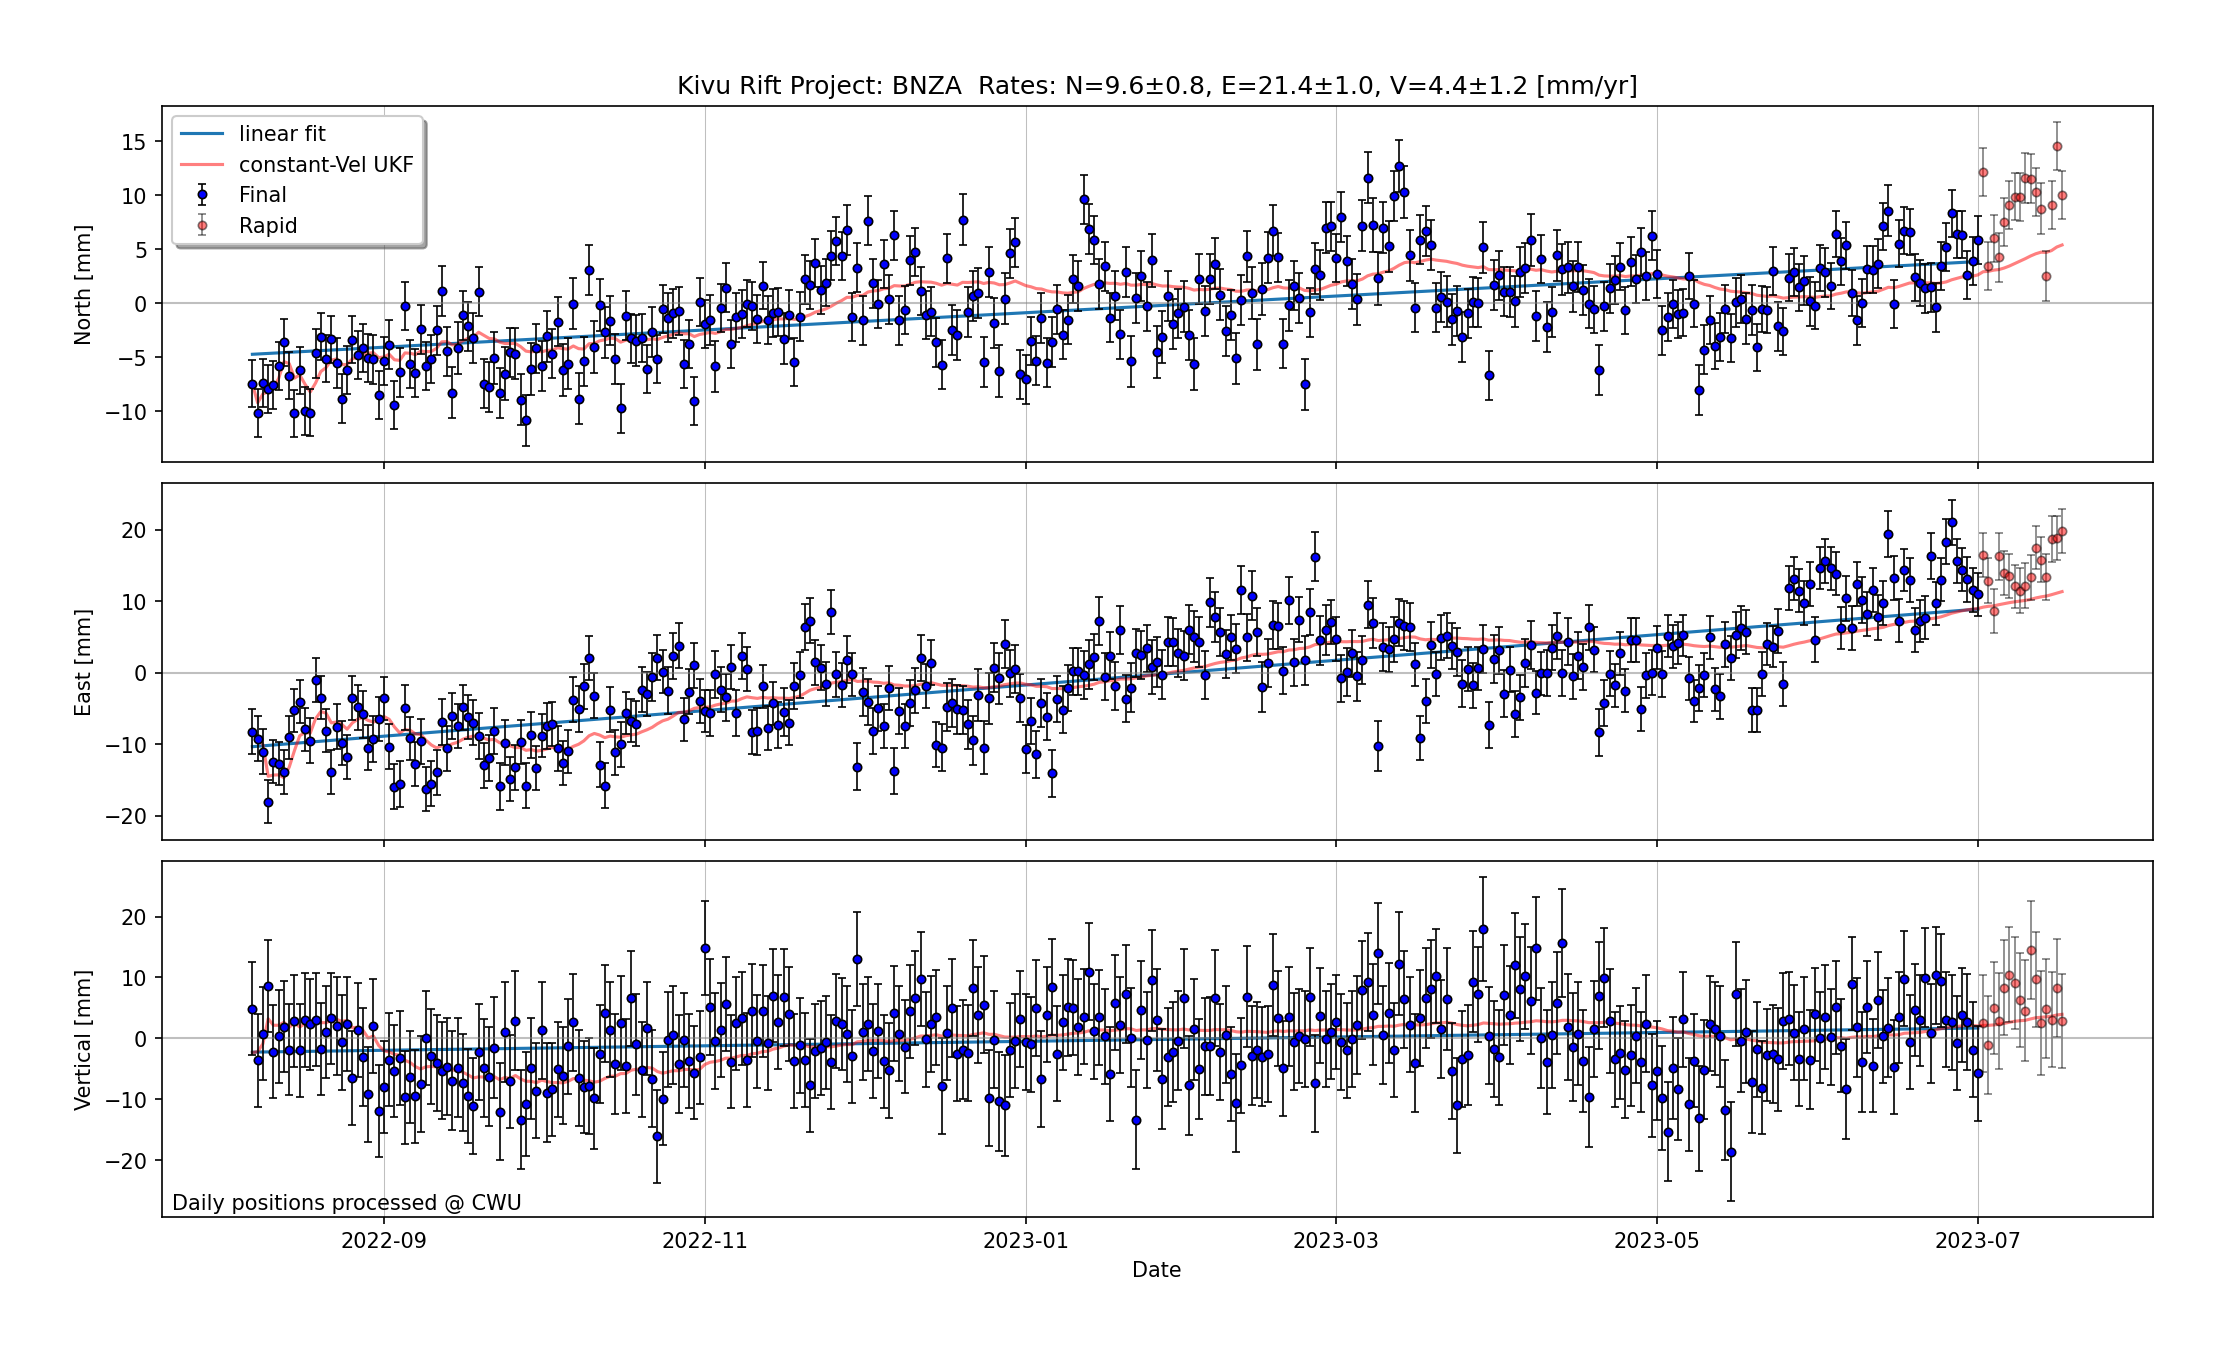 Kivu Rift Project: BNZA  Rates: N=9.6±0.8, E=21.4±1.0, V=4.4±1.2 [mm/yr]
linear fit
constant-Vel UKF
Final
Rapid
North [mm]
15
10
5
0
−5
−10
East [mm]
20
10
0
−10
−20
Vertical [mm]
20
10
0
−10
−20
Daily positions processed @ CWU
2022-09 2022-11 2023-01 2023-03 2023-05 2023-07
Date